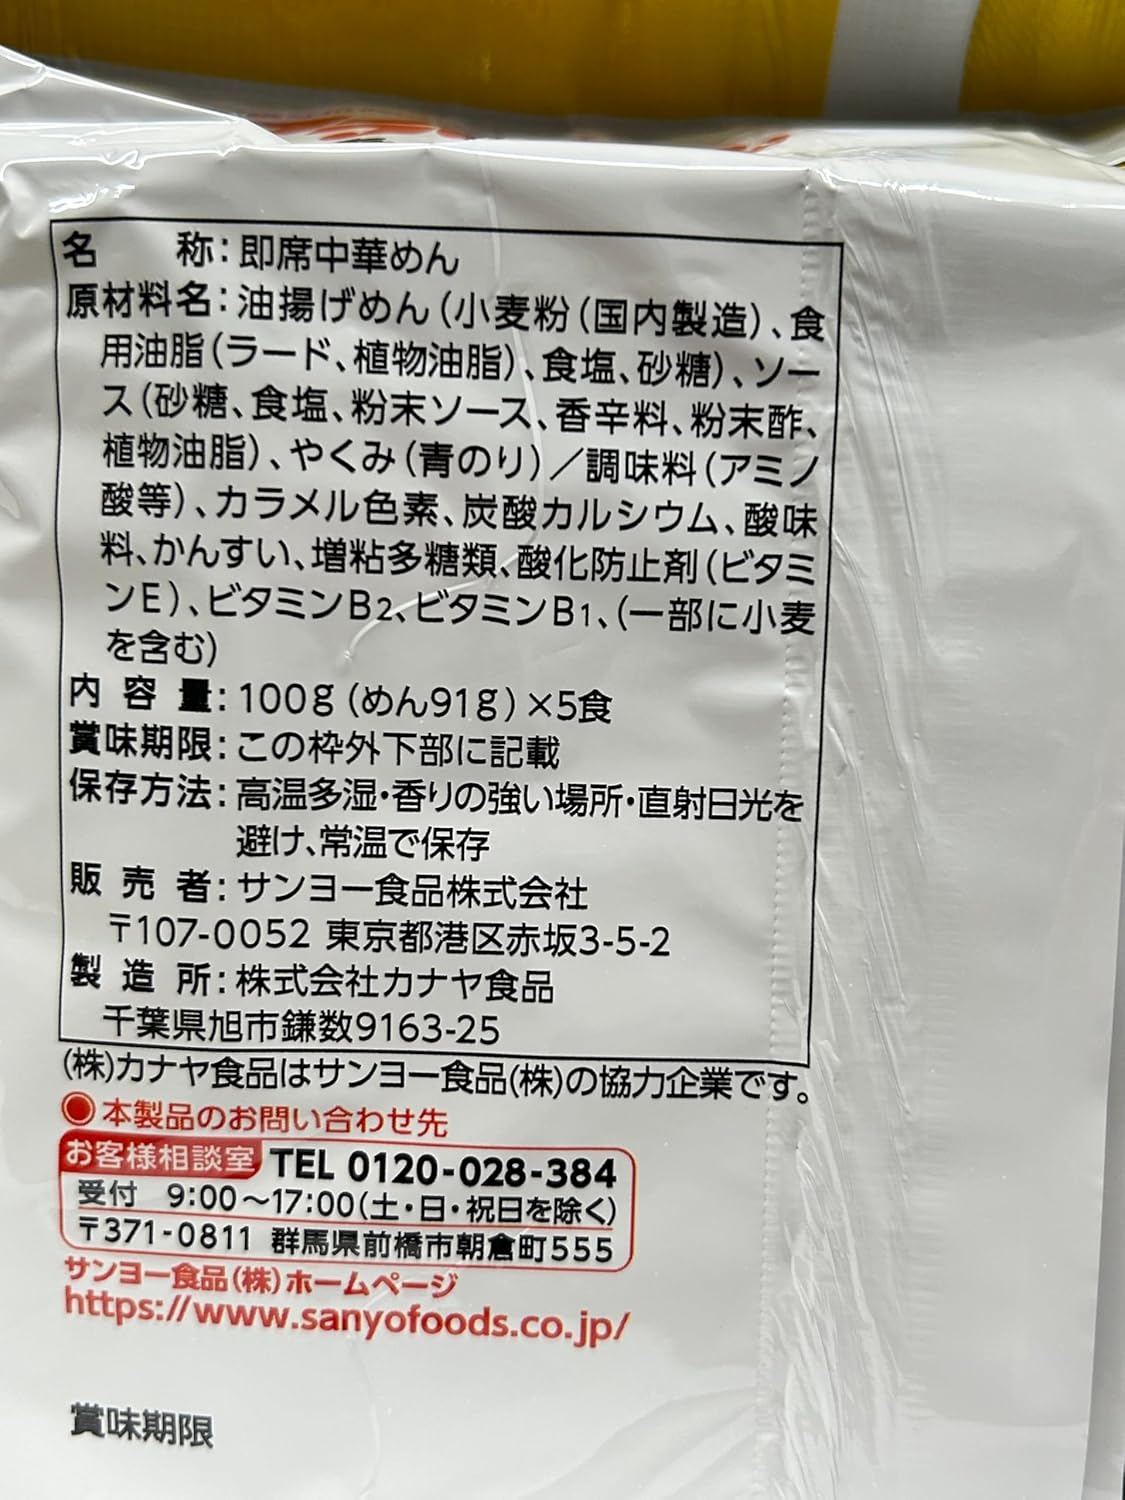 名称：即席中華めん
原材料名：油揚げめん（小麦粉（国内製造）、食
用油脂（ラード、植物油脂）、食塩、砂糖）、ソー
ス（砂糖、食塩、粉末ソース、香辛料、粉末酢、
植物油脂）、やくみ（青のり）／調味料（アミノ
酸等）、カラメル色素、炭酸カルシウム、酸味
料、かんすい、増粘多糖類、酸化防止剤（ビタミ
ンE）、ビタミンB2、ビタミンB1、（一部に小麦
を含む）
内容量：100g（めん91g）×5食
賞味期限：この枠外下部に記載
保存方法：高温多湿・香りの強い場所・直射日光を
避け、常温で保存
販売者：サンヨー食品株式会社
〒107-0052 東京都港区赤坂3-5-2
製造所：株式会社カナヤ食品
千葉県旭市鎌数9163-25
(株)カナヤ食品はサンヨー食品(株)の協力企業です。
●本製品のお問い合わせ先
お客様相談室 TEL 0120-028-384
受付 9:00～17:00(土・日・祝日を除く)
〒371-0811 群馬県前橋市朝倉町555
サンヨー食品(株)ホームページ
https://www.sanyofoods.co.jp/
賞味期限